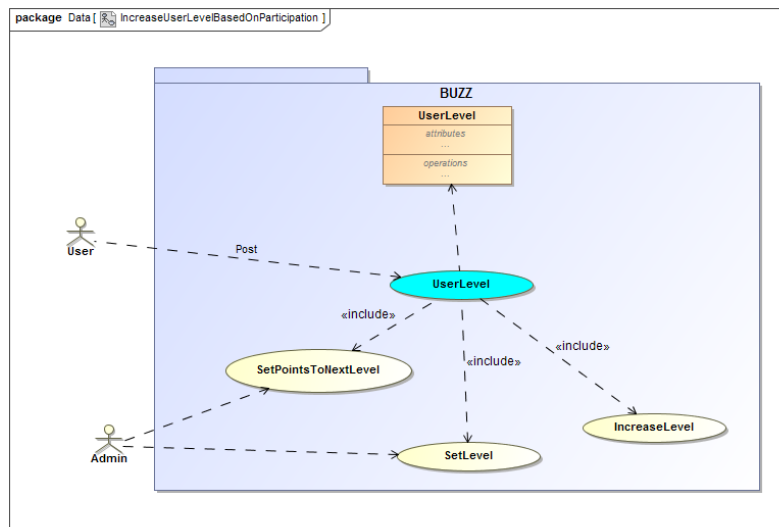 package Data [ IncreaseUserLevelBasedOnParticipation ]
BUZZ
UserLevel
attributes
...
operations
...
User
Post
UserLevel
«include»
«include»
«include»
SetPointsToNextLevel
IncreaseLevel
Admin
SetLevel